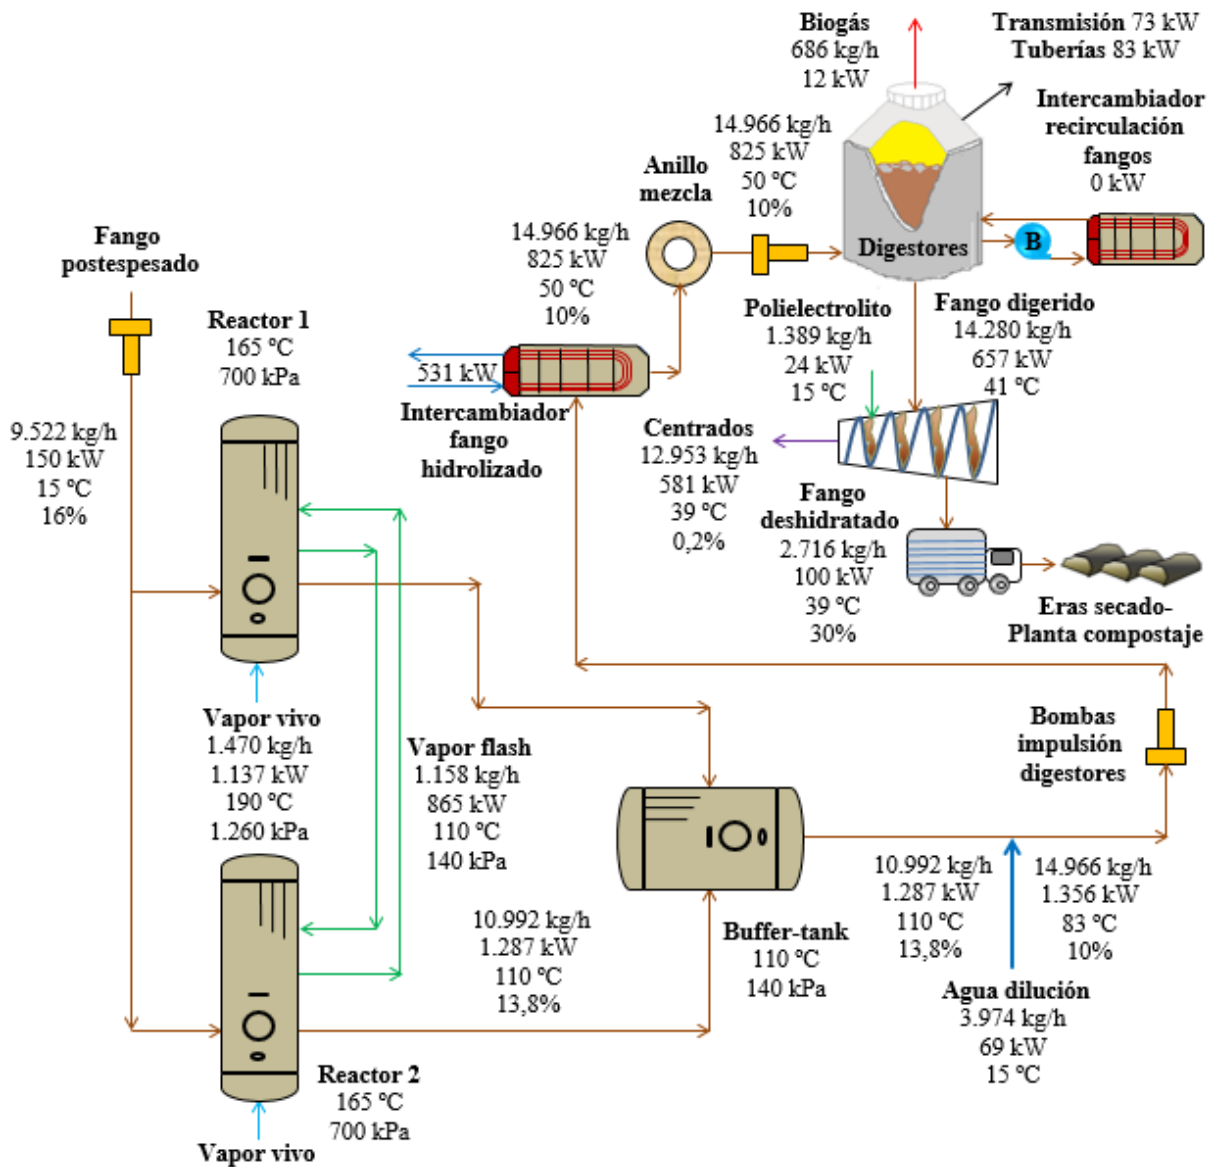 Biogás
686 kg/h
12 kW
Transmisión 73 kW
Tuberías 83 kW
Intercambiador
recirculación
fangos
0 kW
14.966 kg/h
825 kW
50 ºC
10%
Anillo
mezcla
14.966 kg/h
825 kW
50 ºC
10%
Digestores
B
Fango
postespesado
Reactor 1
165 ºC
700 kPa
531 kW
Intercambiador
fango
hidrolizado
Polielectrolito
1.389 kg/h
24 kW
15 ºC
Fango digerido
14.280 kg/h
657 kW
41 ºC
9.522 kg/h
150 kW
15 ºC
16%
Centrados
12.953 kg/h
581 kW
39 ºC
0,2%
Fango
deshidratado
2.716 kg/h
100 kW
39 ºC
30%
Eras secado-
Planta compostaje
Vapor vivo
1.470 kg/h
1.137 kW
190 ºC
1.260 kPa
Vapor flash
1.158 kg/h
865 kW
110 ºC
140 kPa
Bombas
impulsión
digestores
10.992 kg/h
1.287 kW
110 ºC
13,8%
Buffer-tank
110 ºC
140 kPa
10.992 kg/h
1.287 kW
110 ºC
13,8%
14.966 kg/h
1.356 kW
83 ºC
10%
Agua dilución
3.974 kg/h
69 kW
15 ºC
Reactor 2
165 ºC
700 kPa
Vapor vivo